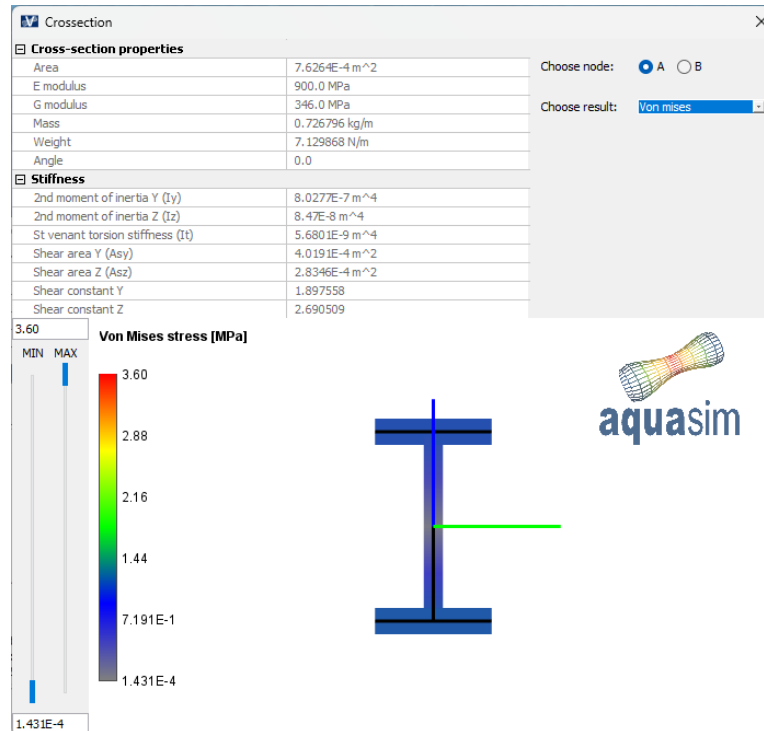 Crossection
Cross-section properties
Area 7.6264E-4 m^2
E modulus 900.0 MPa
G modulus 346.0 MPa
Mass 0.726796 kg/m
Weight 7.129868 N/m
Angle 0.0
Stiffness
2nd moment of inertia Y (Iy) 8.0277E-7 m^4
2nd moment of inertia Z (Iz) 8.47E-8 m^4
St venant torsion stiffness (It) 5.6801E-9 m^4
Shear area Y (Asy) 4.0191E-4 m^2
Shear area Z (Asz) 2.8346E-4 m^2
Shear constant Y 1.897558
Shear constant Z 2.690509
Choose node: A B
Choose result: Von mises
3.60
MIN MAX
1.431E-4
Von Mises stress [MPa]
3.60
2.88
2.16
1.44
7.191E-1
1.431E-4
aquasim